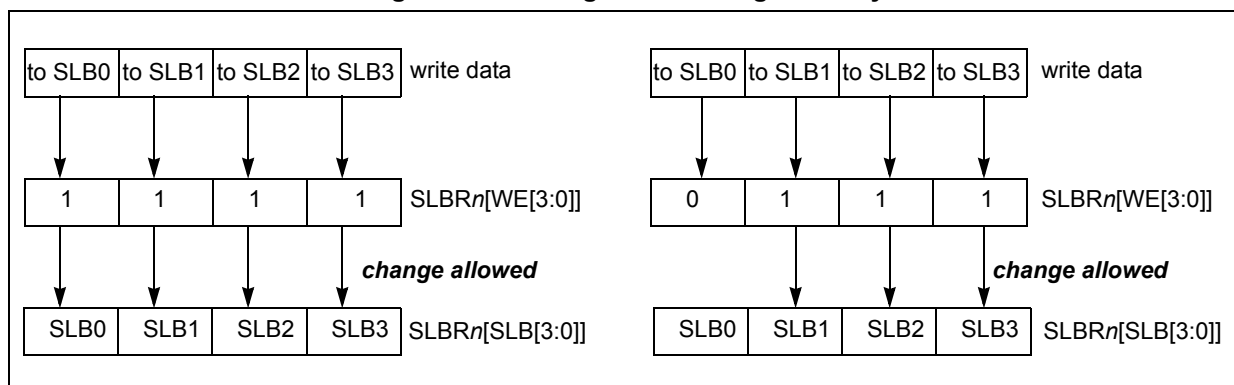 to SLB0 to SLB1 to SLB2 to SLB3 write data
1 1 1 1 SLBRn[WE[3:0]]
change allowed
SLB0 SLB1 SLB2 SLB3 SLBRn[SLB[3:0]]
to SLB0 to SLB1 to SLB2 to SLB3 write data
0 1 1 1 SLBRn[WE[3:0]]
change allowed
SLB0 SLB1 SLB2 SLB3 SLBRn[SLB[3:0]]